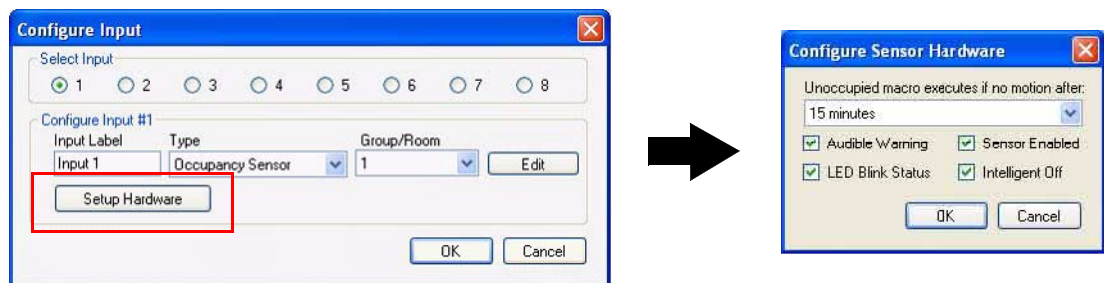 Configure Input
Select Input
1 2 3 4 5 6 7 8
Configure Input #1
Input Label Type Group/Room
Input 1 Occupancy Sensor 1 Edit
Setup Hardware
OK Cancel
Configure Sensor Hardware
Unoccupied macro executes if no motion after:
15 minutes
Audible Warning Sensor Enabled
LED Blink Status Intelligent Off
OK Cancel